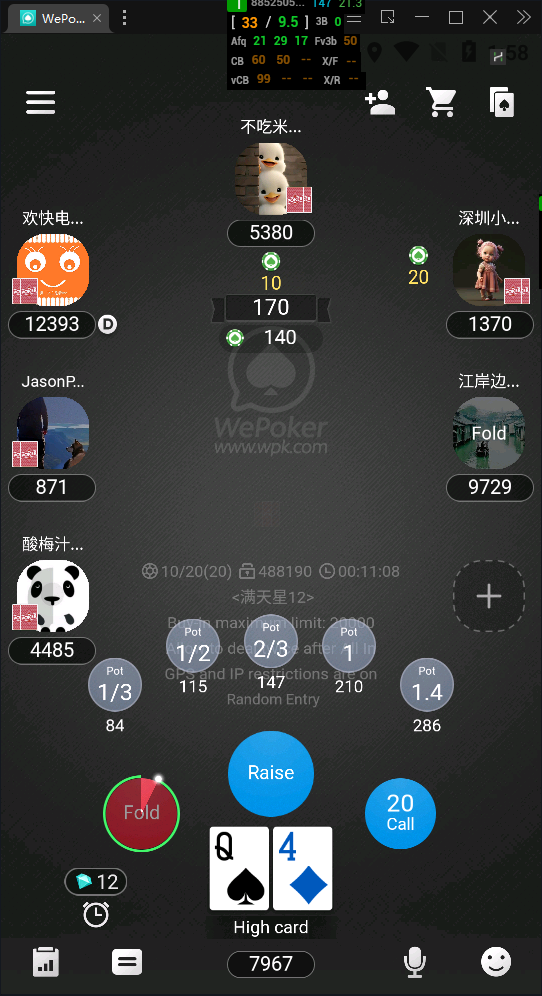 WePo...
8852505... 147 21.3
[ 33 / 9.5 ] 3B 0
Afq 21 29 17 Fv3b 50
CB 60 50 -- X/F --
vCB 99 -- -- X/R --
58
不吃米...
5380
欢快电...
12393
D
深圳小...
1370
10
20
170
140
JasonP...
871
江岸边...
Fold
9729
WePoker
www.wpk.com
酸梅汁...
4485
10/20(20) 488190 00:11:08
<满天星12>
Buy in maximum limit: 20000
after All in
GPS and IP restrictions are on
Random Entry
Pot
1/3
84
Pot
1/2
115
Pot
2/3
147
Pot
1
210
Pot
1.4
286
Fold
Raise
20
Call
12
Q
4
High card
7967